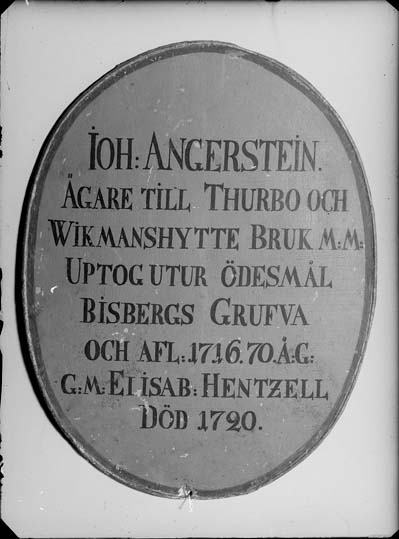 IOH: ANGERSTEIN.
ÄGARE TILL THURBO OCH
WIKMANSHYTTE BRUK M:M:
UPTOG UTUR ÖDESMÅL
BISBERGS GRUFVA
OCH AFL: 1716. 70. Å:G:
G:M: ELISAB: HENTZELL
DÖD 1720.